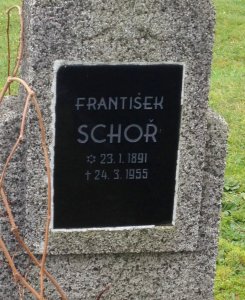 FRANTIŠEK
SCHOŘ
✡ 23. 1. 1891
† 24. 3. 1955